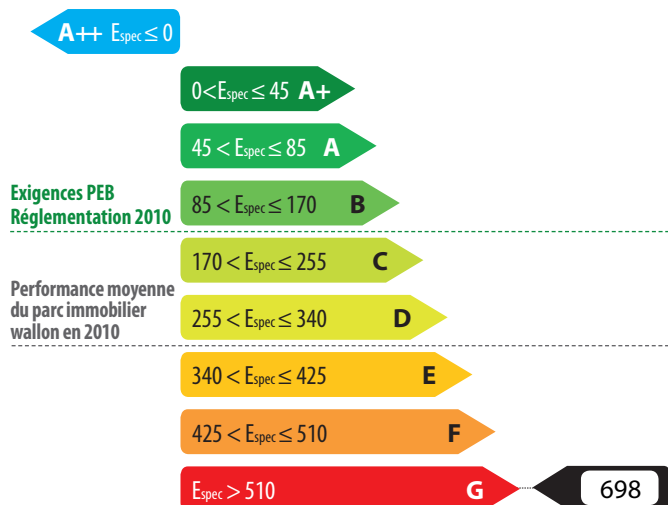 A++ Espec ≤ 0
0<Espec ≤ 45 A+
45 < Espec ≤ 85 A
Exigences PEB
Réglementation 2010
85 < Espec ≤ 170 B
170 < Espec ≤ 255 C
Performance moyenne
du parc immobilier
wallon en 2010
255 < Espec ≤ 340 D
340 < Espec ≤ 425 E
425 < Espec ≤ 510 F
Espec > 510 G 698